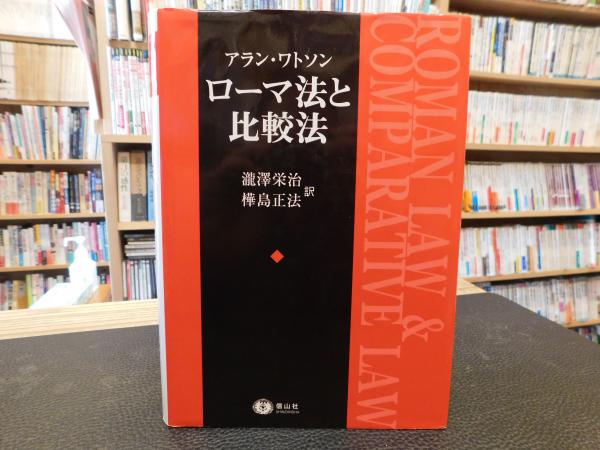 アラン・ワトソン
ローマ法と
比較法
瀧澤栄治
樺島正法
訳
ROMAN LAW &
COMPARATIVE LAW
信山社
SHINZANSHA